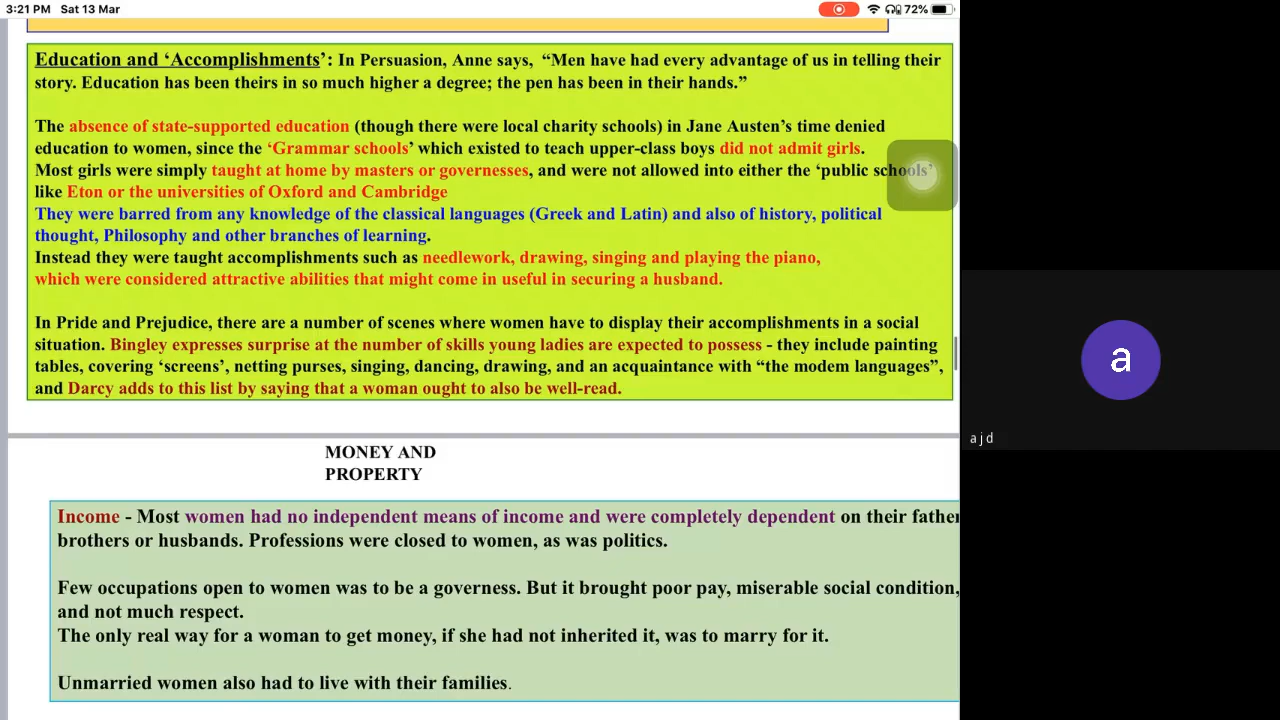 3:21 PM Sat 13 Mar
72%
Education and ‘Accomplishments’: In Persuasion, Anne says, “Men have had every advantage of us in telling their
story. Education has been theirs in so much higher a degree; the pen has been in their hands.”
The absence of state-supported education (though there were local charity schools) in Jane Austen’s time denied
education to women, since the ‘Grammar schools’ which existed to teach upper-class boys did not admit girls.
Most girls were simply taught at home by masters or governesses, and were not allowed into either the ‘public schools’
like Eton or the universities of Oxford and Cambridge
They were barred from any knowledge of the classical languages (Greek and Latin) and also of history, political
thought, Philosophy and other branches of learning.
Instead they were taught accomplishments such as needlework, drawing, singing and playing the piano,
which were considered attractive abilities that might come in useful in securing a husband.
In Pride and Prejudice, there are a number of scenes where women have to display their accomplishments in a social
situation. Bingley expresses surprise at the number of skills young ladies are expected to possess - they include painting
tables, covering ‘screens’, netting purses, singing, dancing, drawing, and an acquaintance with “the modem languages”,
and Darcy adds to this list by saying that a woman ought to also be well-read.
MONEY AND
PROPERTY
Income - Most women had no independent means of income and were completely dependent on their father
brothers or husbands. Professions were closed to women, as was politics.
Few occupations open to women was to be a governess. But it brought poor pay, miserable social condition,
and not much respect.
The only real way for a woman to get money, if she had not inherited it, was to marry for it.
Unmarried women also had to live with their families.
a
ajd